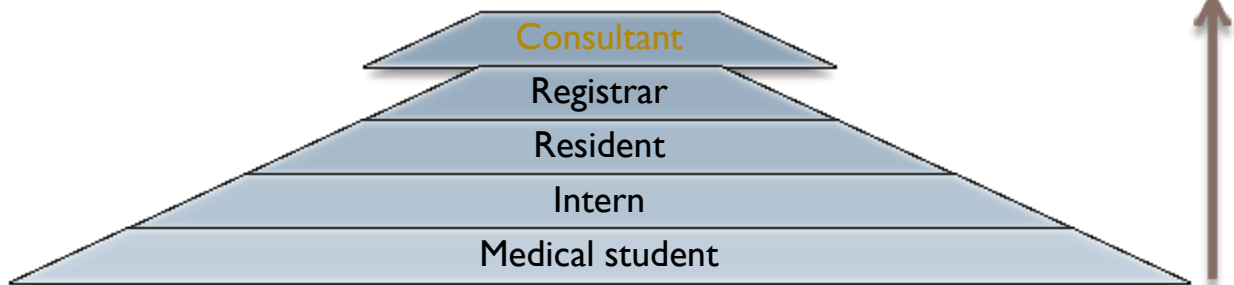 Consultant
Registrar
Resident
Intern
Medical student